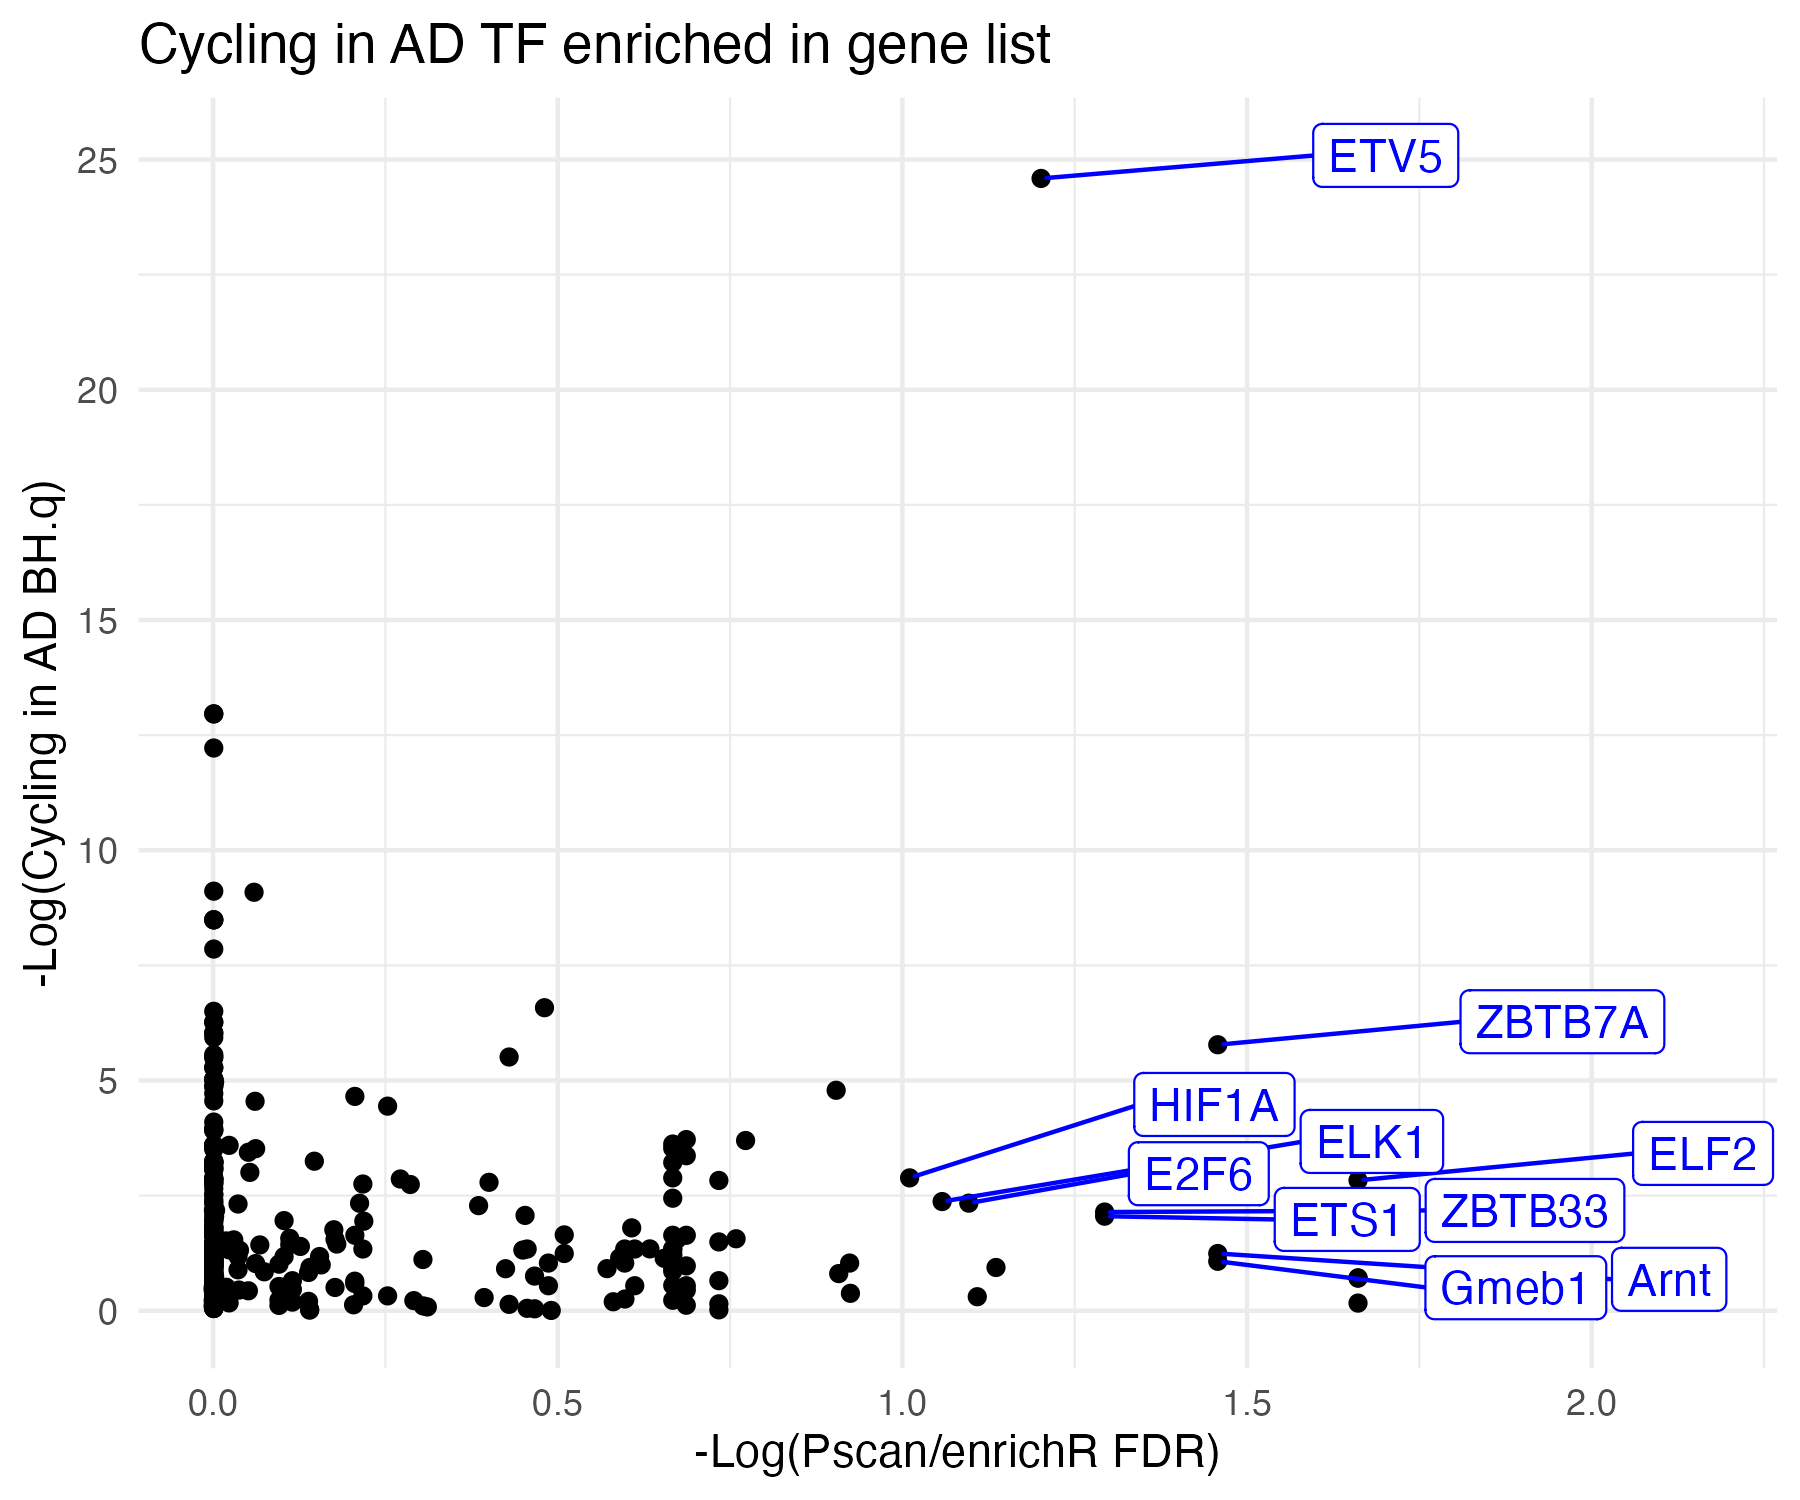 Cycling in AD TF enriched in gene list
-Log(Cycling in AD BH.q)
25
20
15
10
5
0
ETV5
ZBTB7A
HIF1A
ELK1
ELF2
E2F6
ZBTB33
ETS1
Arnt
Gmeb1
0.0
0.5
1.0
1.5
2.0
-Log(Pscan/enrichR FDR)